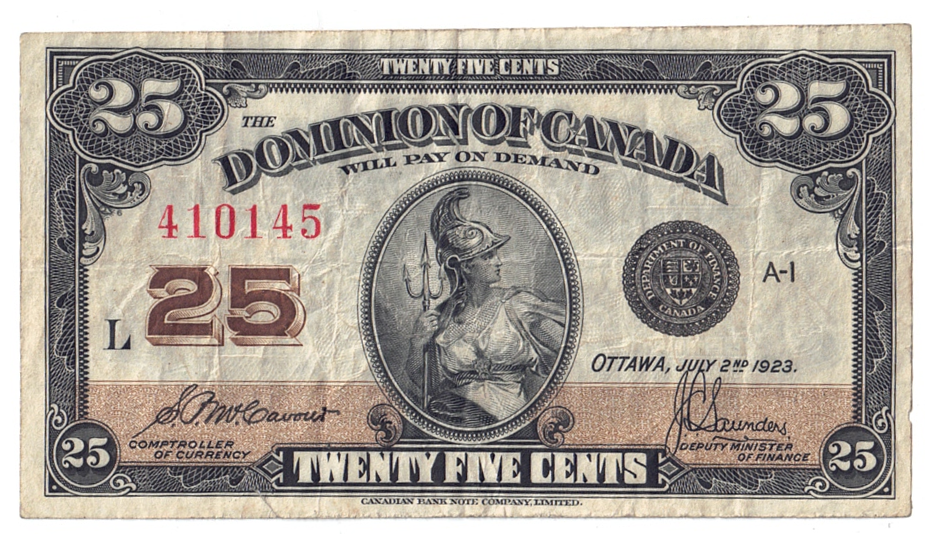 TWENTY FIVE CENTS
25 25
THE
DOMINION OF CANADA
WILL PAY ON DEMAND
410145
DEPARTMENT OF FINANCE
CANADA
A-1
25
L
OTTAWA, JULY 2ND 1923.
J.C. Saunders
COMPTROLLER
OF CURRENCY
DEPUTY MINISTER
OF FINANCE
25 TWENTY FIVE CENTS 25
CANADIAN BANK NOTE COMPANY, LIMITED.